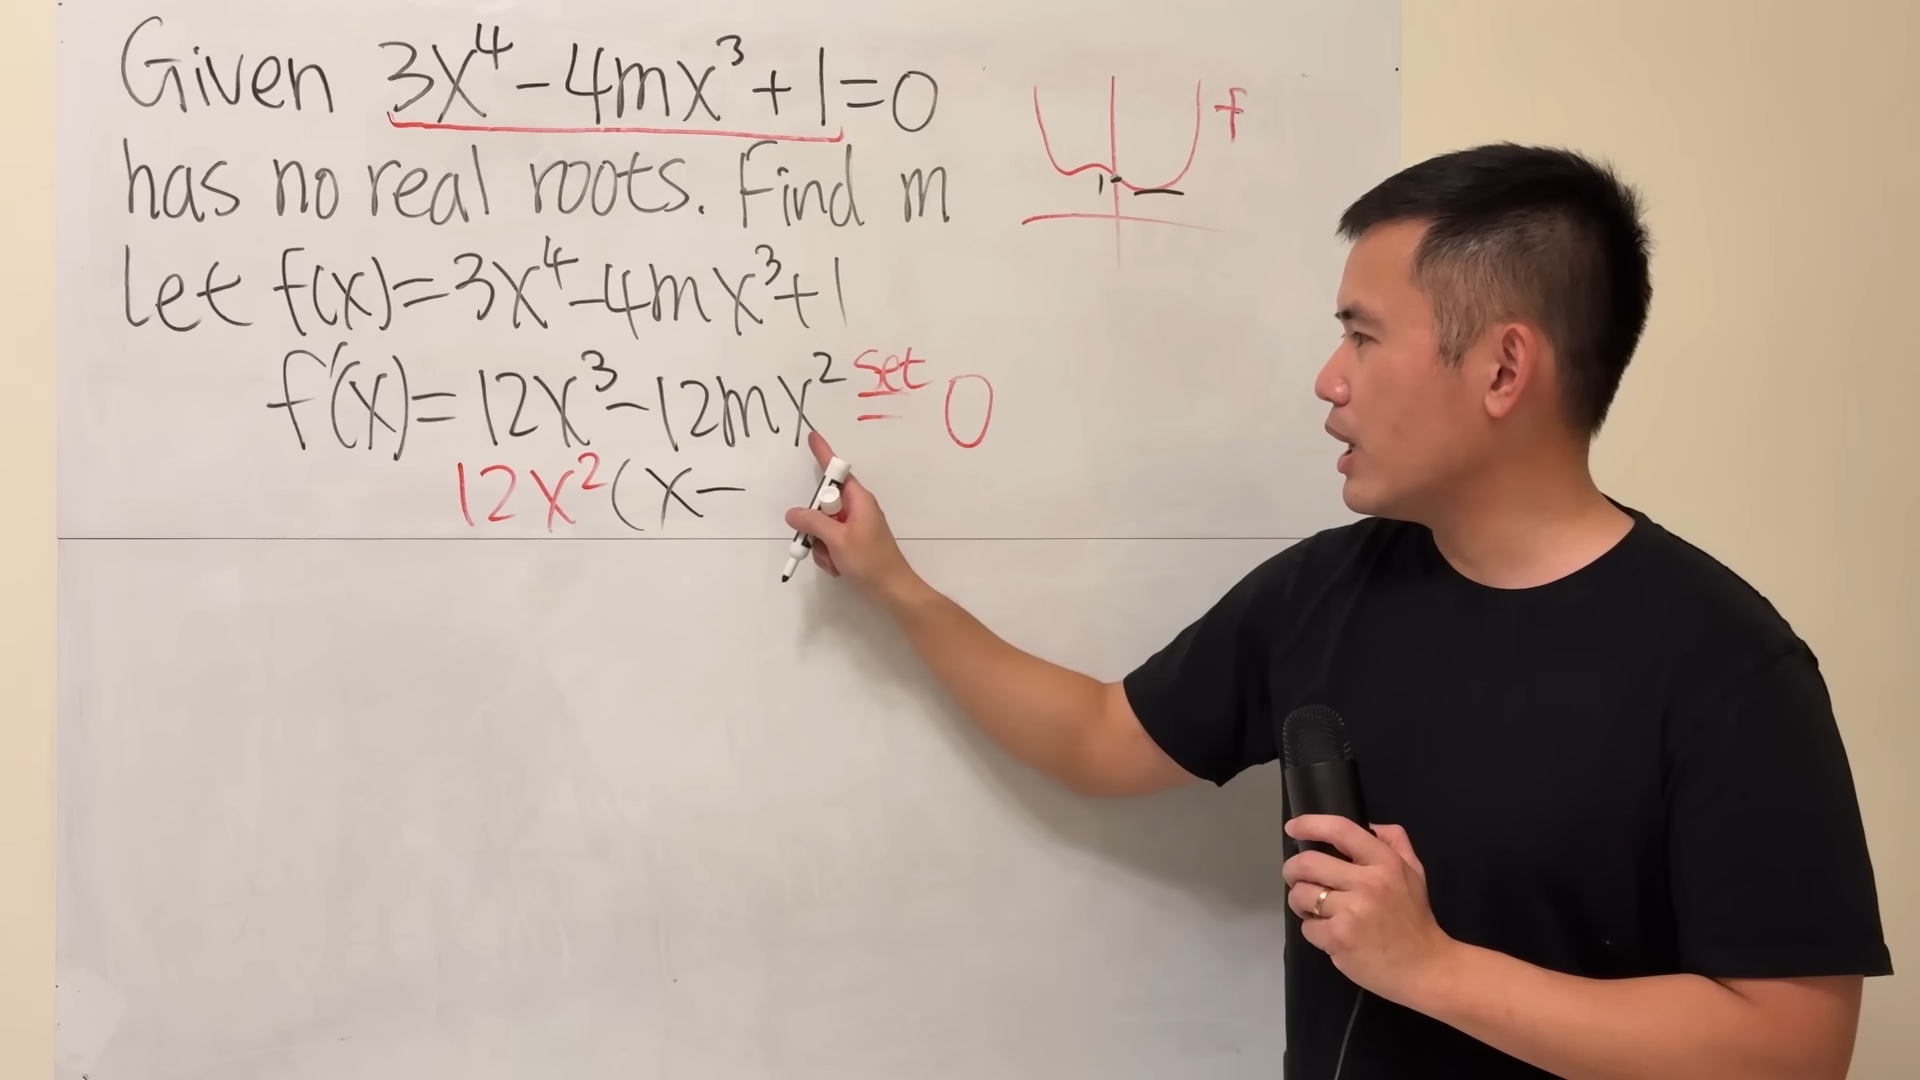 Given 3x⁴-4mx³+1=0
has no real roots. Find m
Let f(x)=3x⁴-4mx³+1
f'(x)=12x³-12mx² set = 0
12x²(x-
f
1